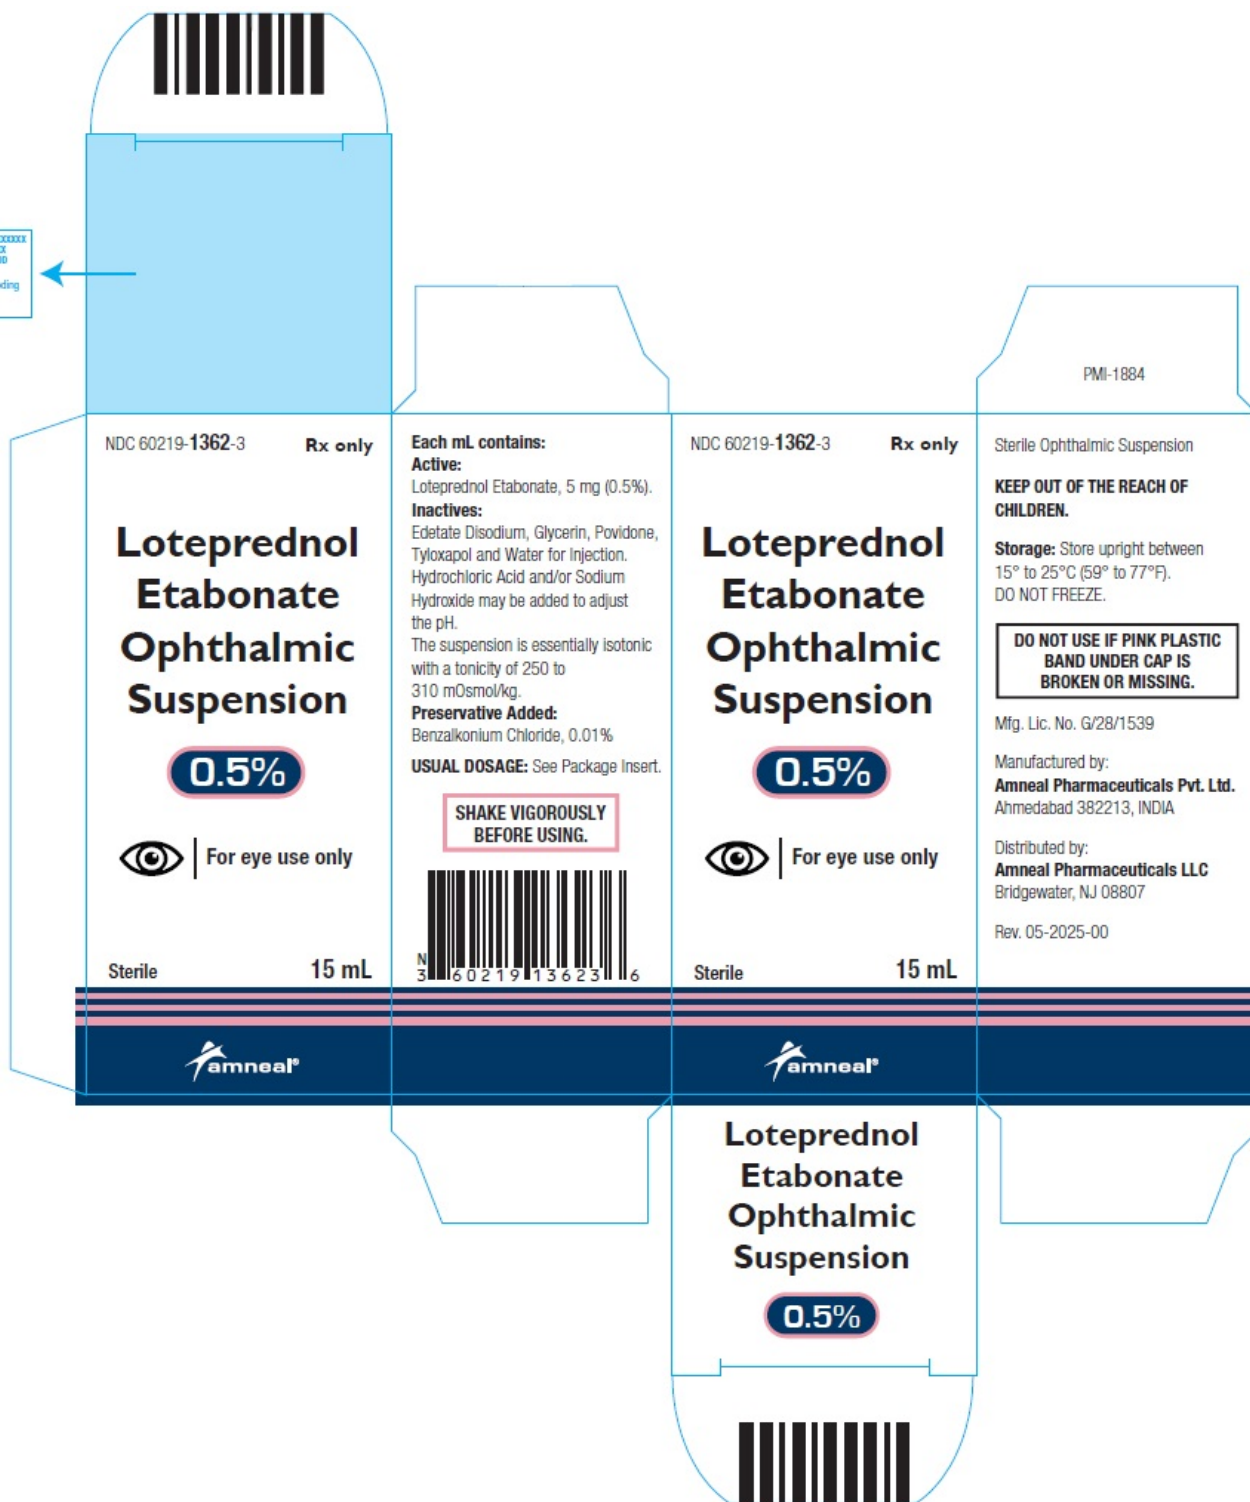 XXXXXX
X
D
ding
PMI-1884
NDC 60219-1362-3 Rx only
Loteprednol
Etabonate
Ophthalmic
Suspension
0.5%
For eye use only
Sterile 15 mL
amneal®
Each mL contains:
Active:
Loteprednol Etabonate, 5 mg (0.5%).
Inactives:
Edetate Disodium, Glycerin, Povidone,
Tyloxapol and Water for Injection.
Hydrochloric Acid and/or Sodium
Hydroxide may be added to adjust
the pH.
The suspension is essentially isotonic
with a tonicity of 250 to
310 mOsmol/kg.
Preservative Added:
Benzalkonium Chloride, 0.01%
USUAL DOSAGE: See Package Insert.
SHAKE VIGOROUSLY
BEFORE USING.
N
3 60219 13623 6
NDC 60219-1362-3 Rx only
Loteprednol
Etabonate
Ophthalmic
Suspension
0.5%
For eye use only
Sterile 15 mL
amneal®
Sterile Ophthalmic Suspension
KEEP OUT OF THE REACH OF
CHILDREN.
Storage: Store upright between
15° to 25°C (59° to 77°F).
DO NOT FREEZE.
DO NOT USE IF PINK PLASTIC
BAND UNDER CAP IS
BROKEN OR MISSING.
Mfg. Lic. No. G/28/1539
Manufactured by:
Amneal Pharmaceuticals Pvt. Ltd.
Ahmedabad 382213, INDIA
Distributed by:
Amneal Pharmaceuticals LLC
Bridgewater, NJ 08807
Rev. 05-2025-00
Loteprednol
Etabonate
Ophthalmic
Suspension
0.5%